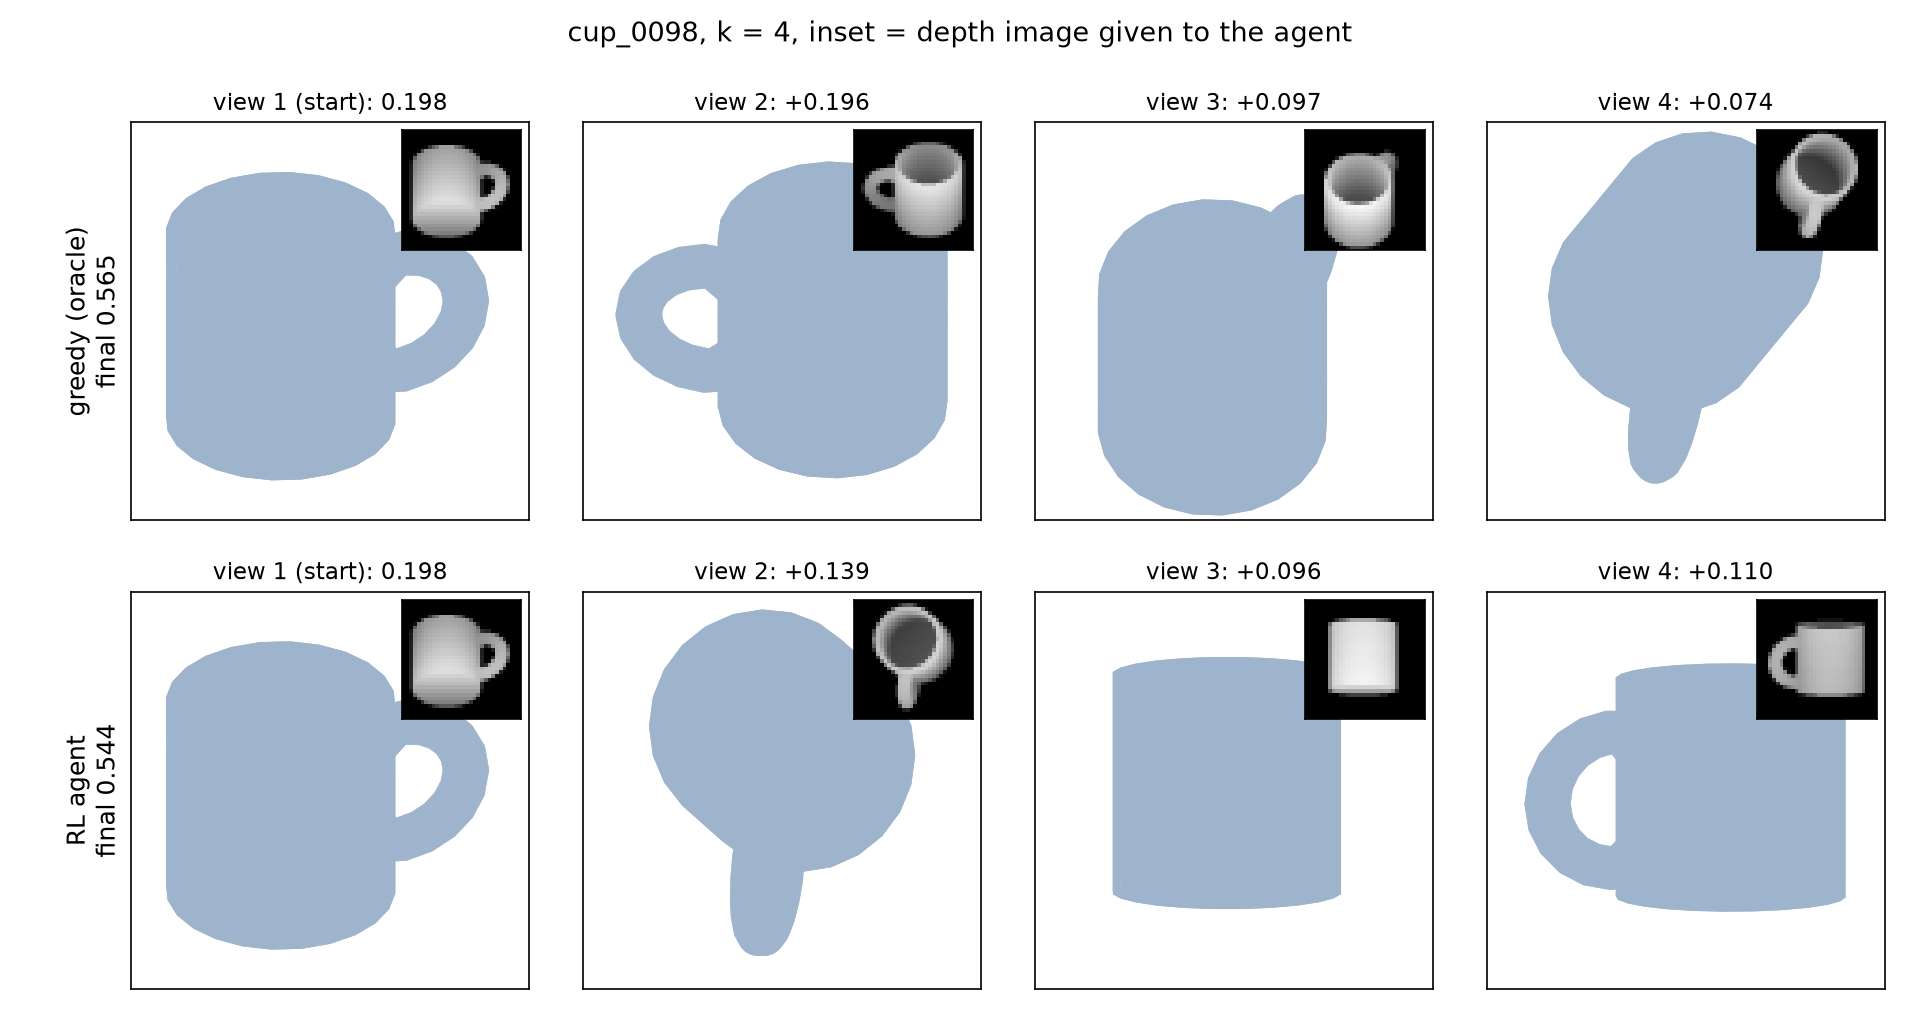 cup_0098, k = 4, inset = depth image given to the agent
view 1 (start): 0.198
view 2: +0.196
view 3: +0.097
view 4: +0.074
greedy (oracle)
final 0.565
view 1 (start): 0.198
view 2: +0.139
view 3: +0.096
view 4: +0.110
RL agent
final 0.544